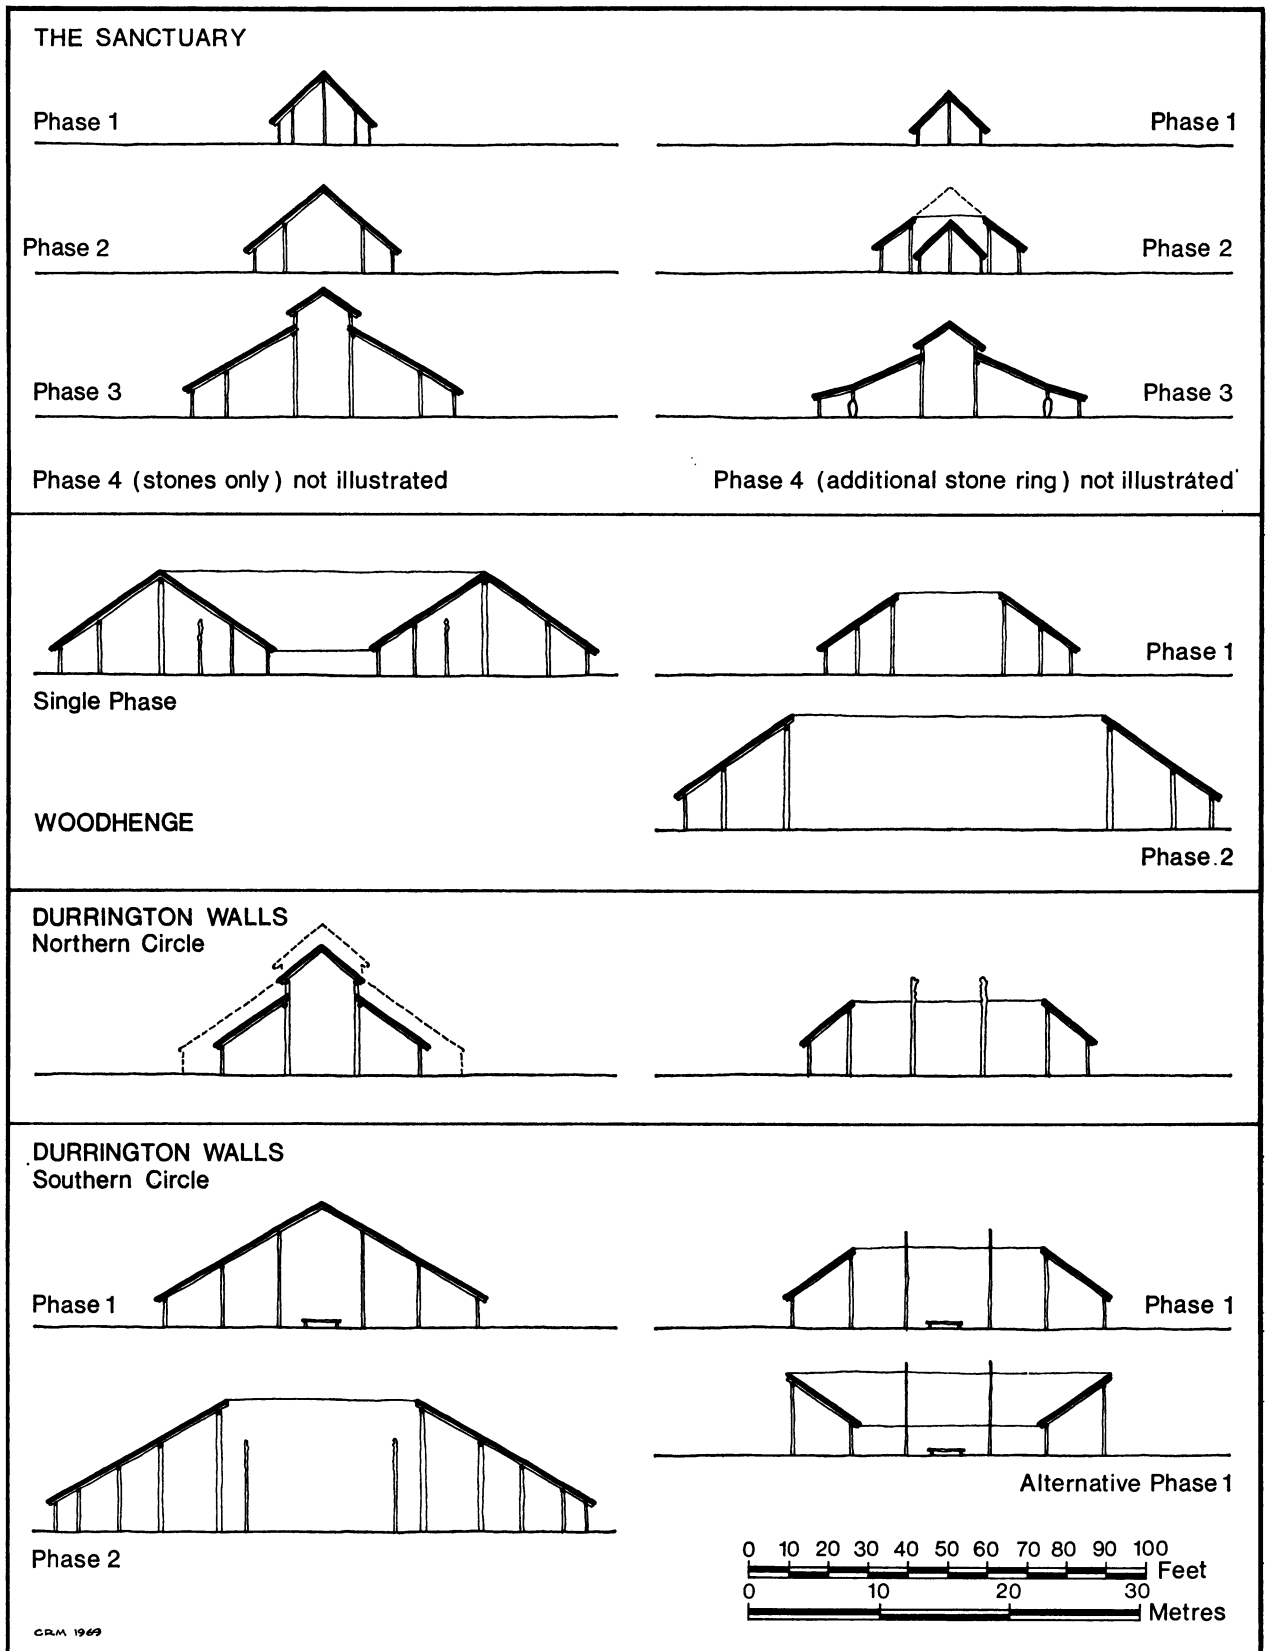 THE SANCTUARY
Phase 1
Phase 1
Phase 2
Phase 2
Phase 3
Phase 3
Phase 4 (stones only) not illustrated
Phase 4 (additional stone ring) not illustrated
Phase 1
Single Phase
WOODHENGE
Phase.2
DURRINGTON WALLS
Northern Circle
DURRINGTON WALLS
Southern Circle
Phase 1
Phase 1
Alternative Phase 1
Phase 2
0 10 20 30 40 50 60 70 80 90 100
Feet
0 10 20 30
Metres
CRM 1969